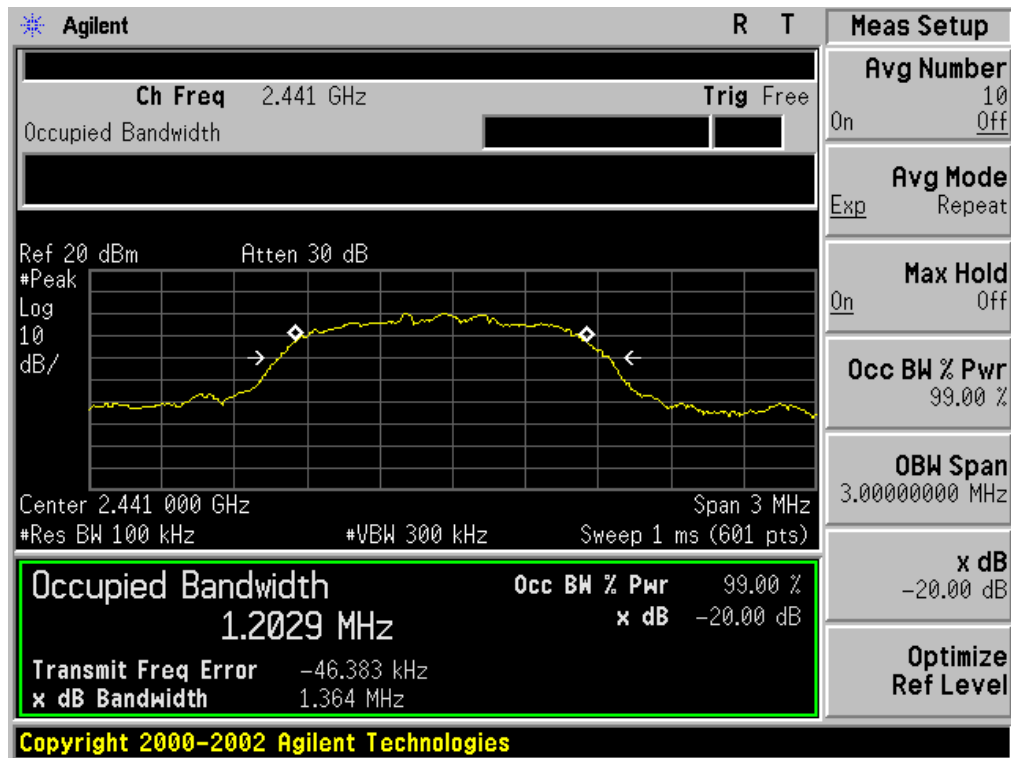 Agilent R T
Ch Freq 2.441 GHz Trig Free
Occupied Bandwidth
Ref 20 dBm Atten 30 dB
#Peak
Log
10
dB/
Center 2.441 000 GHz Span 3 MHz
#Res BW 100 kHz #VBW 300 kHz Sweep 1 ms (601 pts)
Occupied Bandwidth Occ BW % Pwr 99.00 %
1.2029 MHz x dB -20.00 dB
Transmit Freq Error -46.383 kHz
x dB Bandwidth 1.364 MHz
Copyright 2000-2002 Agilent Technologies
Meas Setup
Avg Number
10
On Off
Avg Mode
Exp Repeat
Max Hold
On Off
Occ BW % Pwr
99.00 %
OBW Span
3.00000000 MHz
x dB
-20.00 dB
Optimize
Ref Level